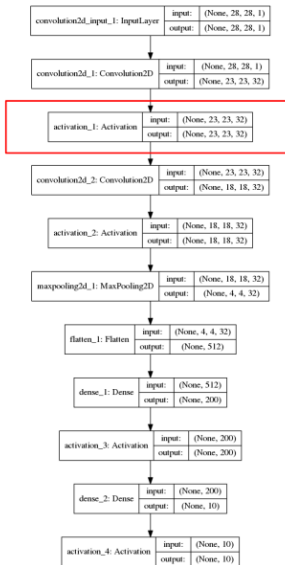 convolution2d_input_1: InputLayer
input: (None, 28, 28, 1)
output: (None, 28, 28, 1)
convolution2d_1: Convolution2D
input: (None, 28, 28, 1)
output: (None, 23, 23, 32)
activation_1: Activation
input: (None, 23, 23, 32)
output: (None, 23, 23, 32)
convolution2d_2: Convolution2D
input: (None, 23, 23, 32)
output: (None, 18, 18, 32)
activation_2: Activation
input: (None, 18, 18, 32)
output: (None, 18, 18, 32)
maxpooling2d_1: MaxPooling2D
input: (None, 18, 18, 32)
output: (None, 4, 4, 32)
flatten_1: Flatten
input: (None, 4, 4, 32)
output: (None, 512)
dense_1: Dense
input: (None, 512)
output: (None, 200)
activation_3: Activation
input: (None, 200)
output: (None, 200)
dense_2: Dense
input: (None, 200)
output: (None, 10)
activation_4: Activation
input: (None, 10)
output: (None, 10)